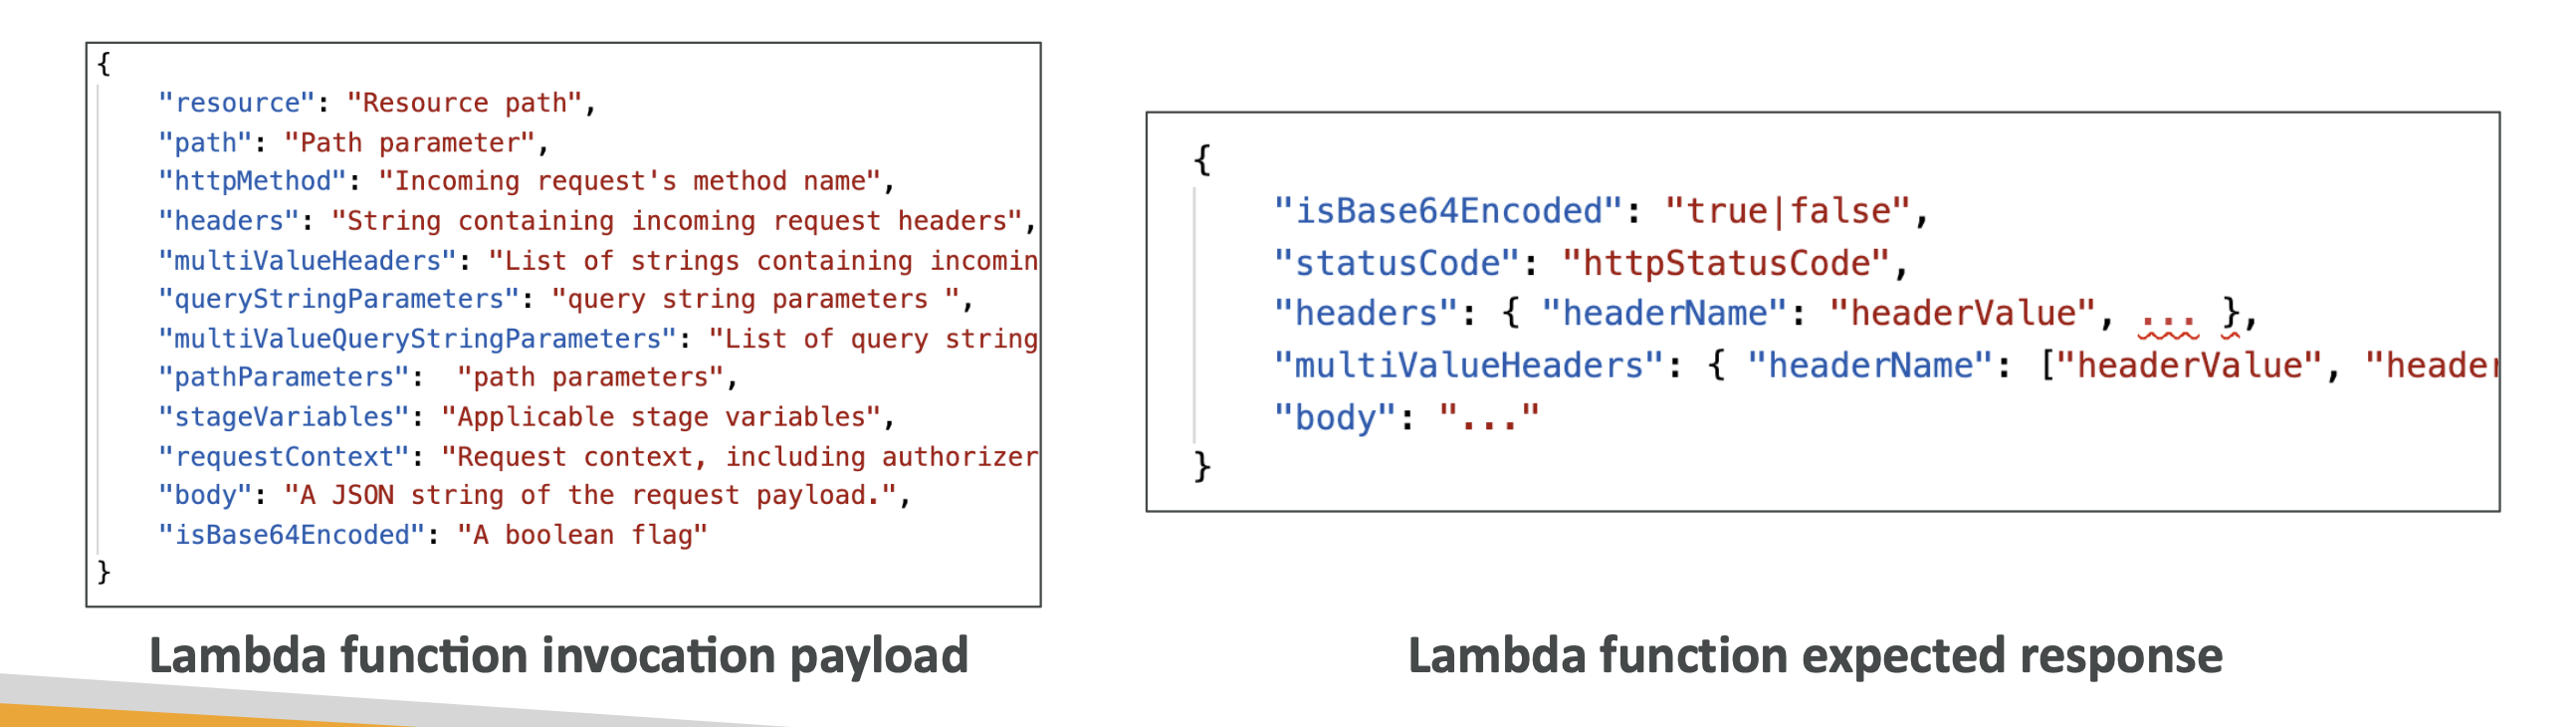 {
"resource": "Resource path",
"path": "Path parameter",
"httpMethod": "Incoming request's method name",
"headers": "String containing incoming request headers",
"multiValueHeaders": "List of strings containing incomin
"queryStringParameters": "query string parameters ",
"multiValueQueryStringParameters": "List of query string
"pathParameters":  "path parameters",
"stageVariables": "Applicable stage variables",
"requestContext": "Request context, including authorizer
"body": "A JSON string of the request payload.",
"isBase64Encoded": "A boolean flag"
}
Lambda function invocation payload
{
"isBase64Encoded": "true|false",
"statusCode": "httpStatusCode",
"headers": { "headerName": "headerValue", ... },
"multiValueHeaders": { "headerName": ["headerValue", "header
"body": "..."
}
Lambda function expected response